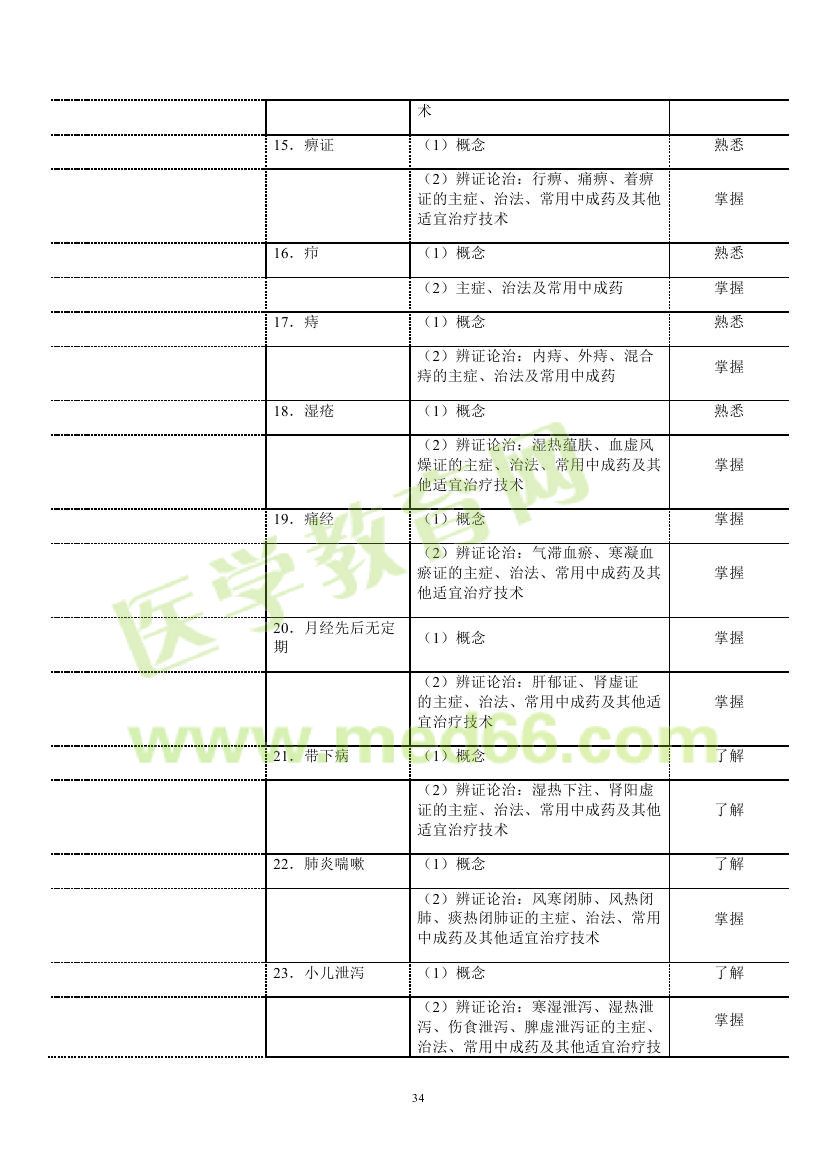 术
15．痹证 （1）概念 熟悉
（2）辨证论治：行痹、痛痹、着痹
证的主症、治法、常用中成药及其他 掌握
适宜治疗技术
16．疖 （1）概念 熟悉
（2）主症、治法及常用中成药 掌握
17．痔 （1）概念 熟悉
（2）辨证论治：内痔、外痔、混合
痔的主症、治法及常用中成药 掌握
18．湿疮 （1）概念 熟悉
（2）辨证论治：湿热蕴肤、血虚风
燥证的主症、治法、常用中成药及其 掌握
他适宜治疗技术
19．痛经 （1）概念 掌握
（2）辨证论治：气滞血瘀、寒凝血
瘀证的主症、治法、常用中成药及其 掌握
他适宜治疗技术
20．月经先后无定
期 （1）概念 掌握
（2）辨证论治：肝郁证、肾虚证
的主症、治法、常用中成药及其他适 掌握
宜治疗技术
21．带下病 （1）概念 了解
（2）辨证论治：湿热下注、肾阳虚
证的主症、治法、常用中成药及其他 了解
适宜治疗技术
22．肺炎喘嗽 （1）概念 了解
（2）辨证论治：风寒闭肺、风热闭
肺、痰热闭肺证的主症、治法、常用 掌握
中成药及其他适宜治疗技术
23．小儿泄泻 （1）概念 了解
（2）辨证论治：寒湿泄泻、湿热泄
泻、伤食泄泻、脾虚泄泻证的主症、 掌握
治法、常用中成药及其他适宜治疗技
34
医学教育网
www.med66.com